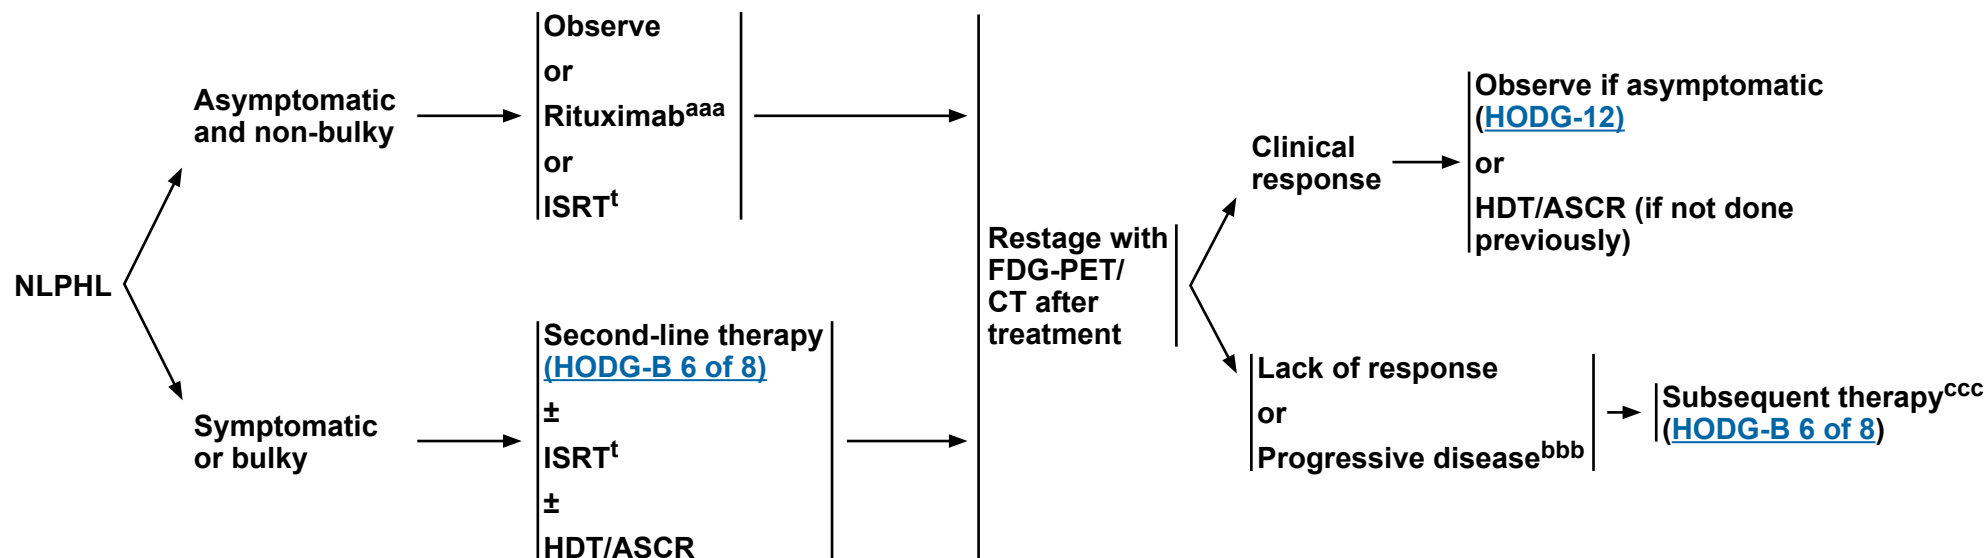 NLPHL
Asymptomatic
and non-bulky
Observe
or
Rituximabaaa
or
ISRTt
Symptomatic
or bulky
Second-line therapy
(HODG-B 6 of 8)
±
ISRTt
±
HDT/ASCR
Restage with
FDG-PET/
CT after
treatment
Clinical
response
Observe if asymptomatic
(HODG-12)
or
HDT/ASCR (if not done
previously)
Lack of response
or
Progressive diseasebbb
Subsequent therapyccc
(HODG-B 6 of 8)